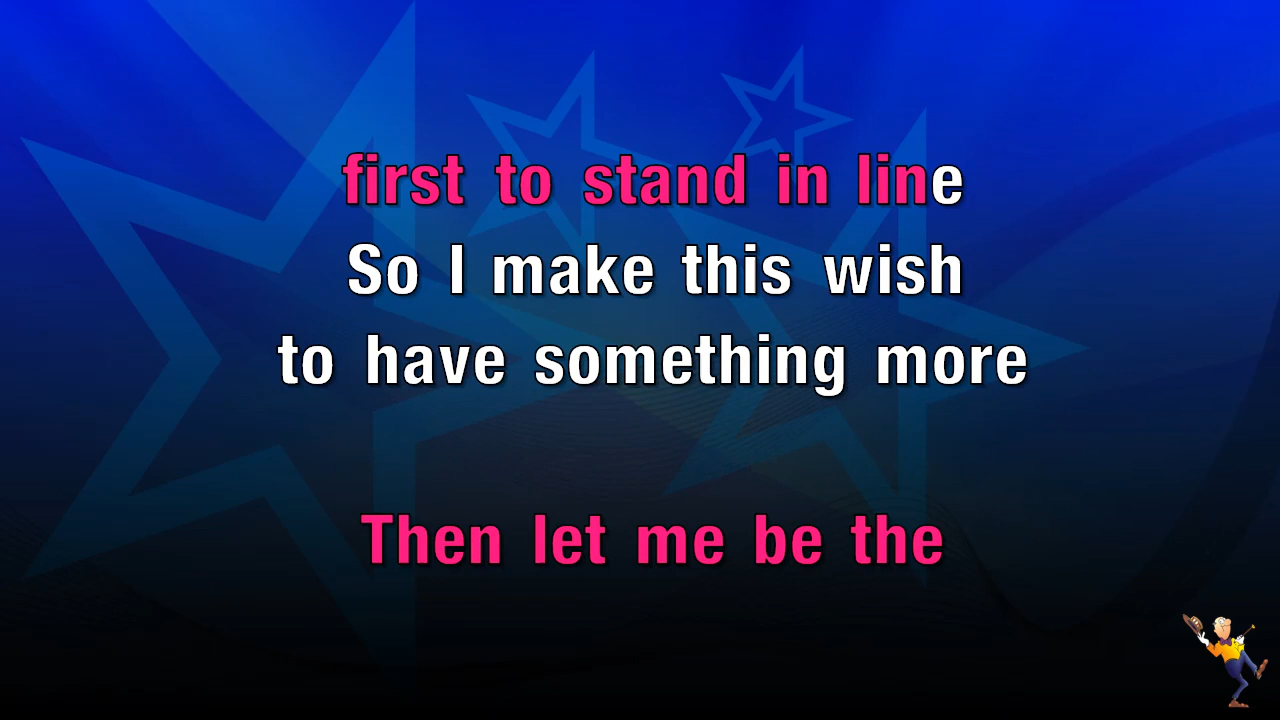 first to stand in line
So I make this wish
to have something more
Then let me be the